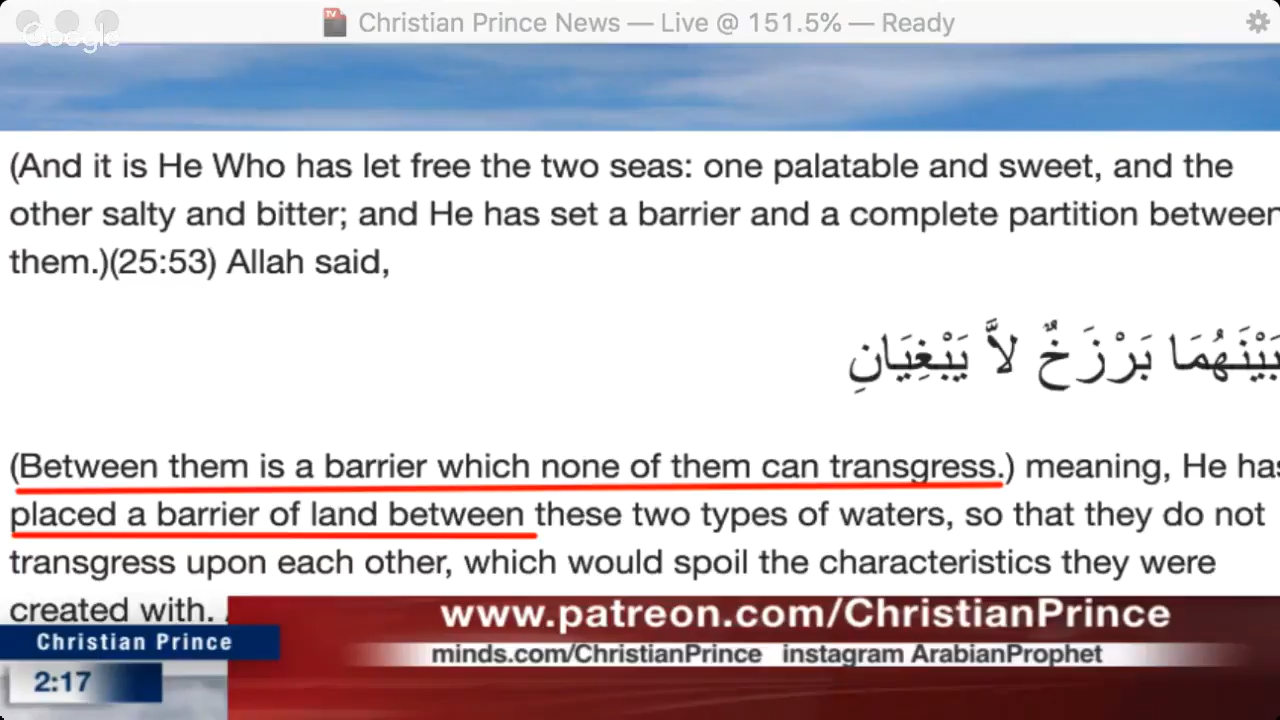 Christian Prince News — Live @ 151.5% — Ready
Google
TV
(And it is He Who has let free the two seas: one palatable and sweet, and the
other salty and bitter; and He has set a barrier and a complete partition between
them.)(25:53) Allah said,
بَيْنَهُمَا بَرْزَخٌ لاَّ يَبْغِيَانِ
(Between them is a barrier which none of them can transgress.) meaning, He has
placed a barrier of land between these two types of waters, so that they do not
transgress upon each other, which would spoil the characteristics they were
created with.
www.patreon.com/ChristianPrince
Christian Prince
minds.com/ChristianPrince instagram ArabianProphet
2:17